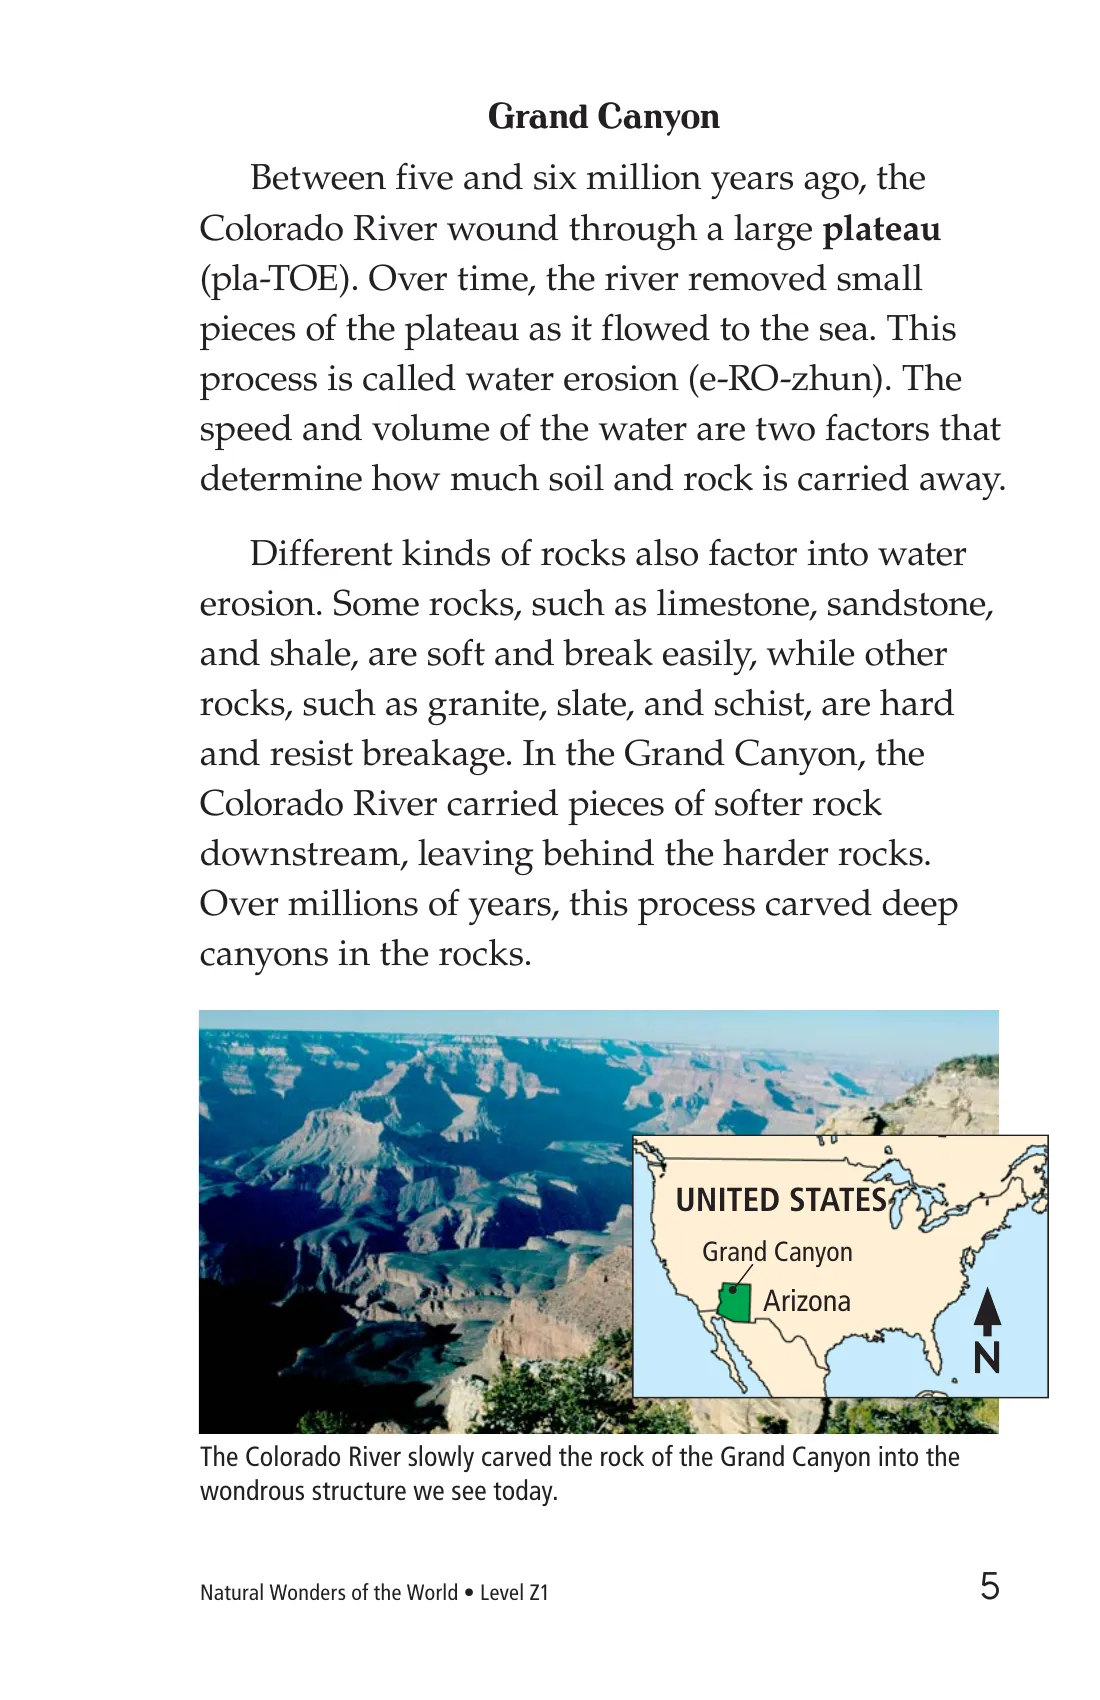 Grand Canyon
Between five and six million years ago, the
Colorado River wound through a large plateau
(pla-TOE). Over time, the river removed small
pieces of the plateau as it flowed to the sea. This
process is called water erosion (e-RO-zhun). The
speed and volume of the water are two factors that
determine how much soil and rock is carried away.
Different kinds of rocks also factor into water
erosion. Some rocks, such as limestone, sandstone,
and shale, are soft and break easily, while other
rocks, such as granite, slate, and schist, are hard
and resist breakage. In the Grand Canyon, the
Colorado River carried pieces of softer rock
downstream, leaving behind the harder rocks.
Over millions of years, this process carved deep
canyons in the rocks.
UNITED STATES
Grand Canyon
Arizona
N
The Colorado River slowly carved the rock of the Grand Canyon into the
wondrous structure we see today.
Natural Wonders of the World • Level Z1
5